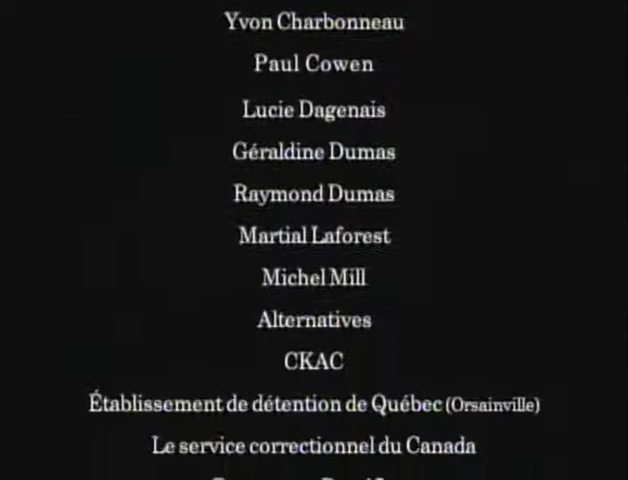 Yvon Charbonneau
Paul Cowen
Lucie Dagenais
Géraldine Dumas
Raymond Dumas
Martial Laforest
Michel Mill
Alternatives
CKAC
Établissement de détention de Québec (Orsainville)
Le service correctionnel du Canada